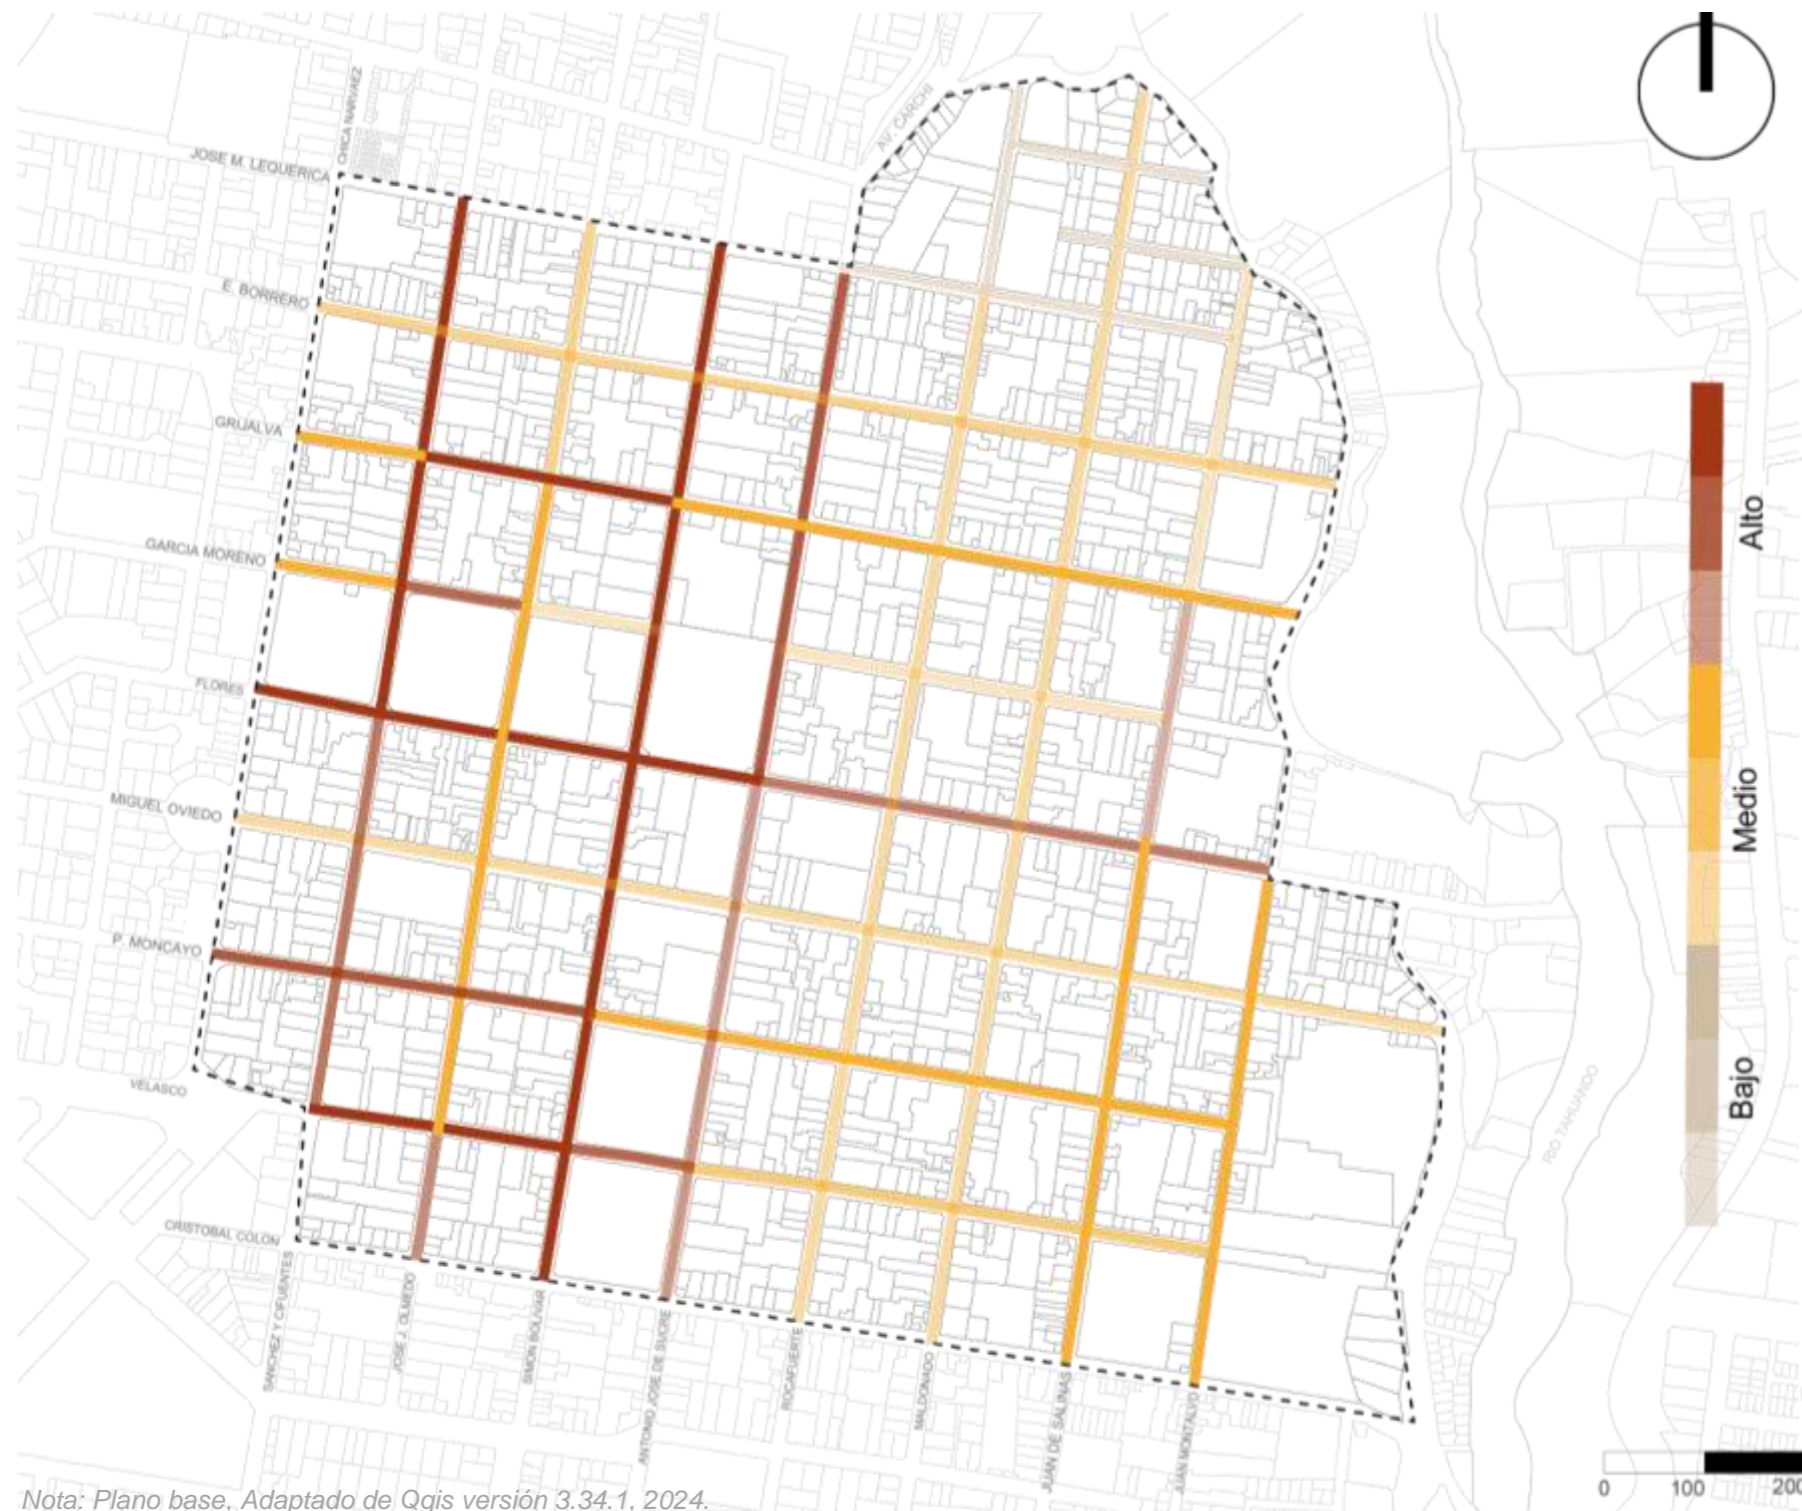 CHICA NARVAEZ
AV. CARCHI
JOSE M. LEQUERICA
E. BORRERO
GRIJALVA
GARCIA MORENO
FLORES
MIGUEL OVIEDO
P. MONCAYO
VELASCO
CRISTOBAL COLON
SANCHEZ Y CIFUENTES
JOSE J. OLMEDO
SIMON BOLIVAR
ANTONIO JOSE DE SUCRE
ROCAFUERTE
MALDONADO
JUAN DE SALINAS
JUAN MONTALVO
RIO TAHUANDO
Alto
Medio
Bajo
0 100 200
Nota: Plano base, Adaptado de Qgis versión 3.34.1, 2024.